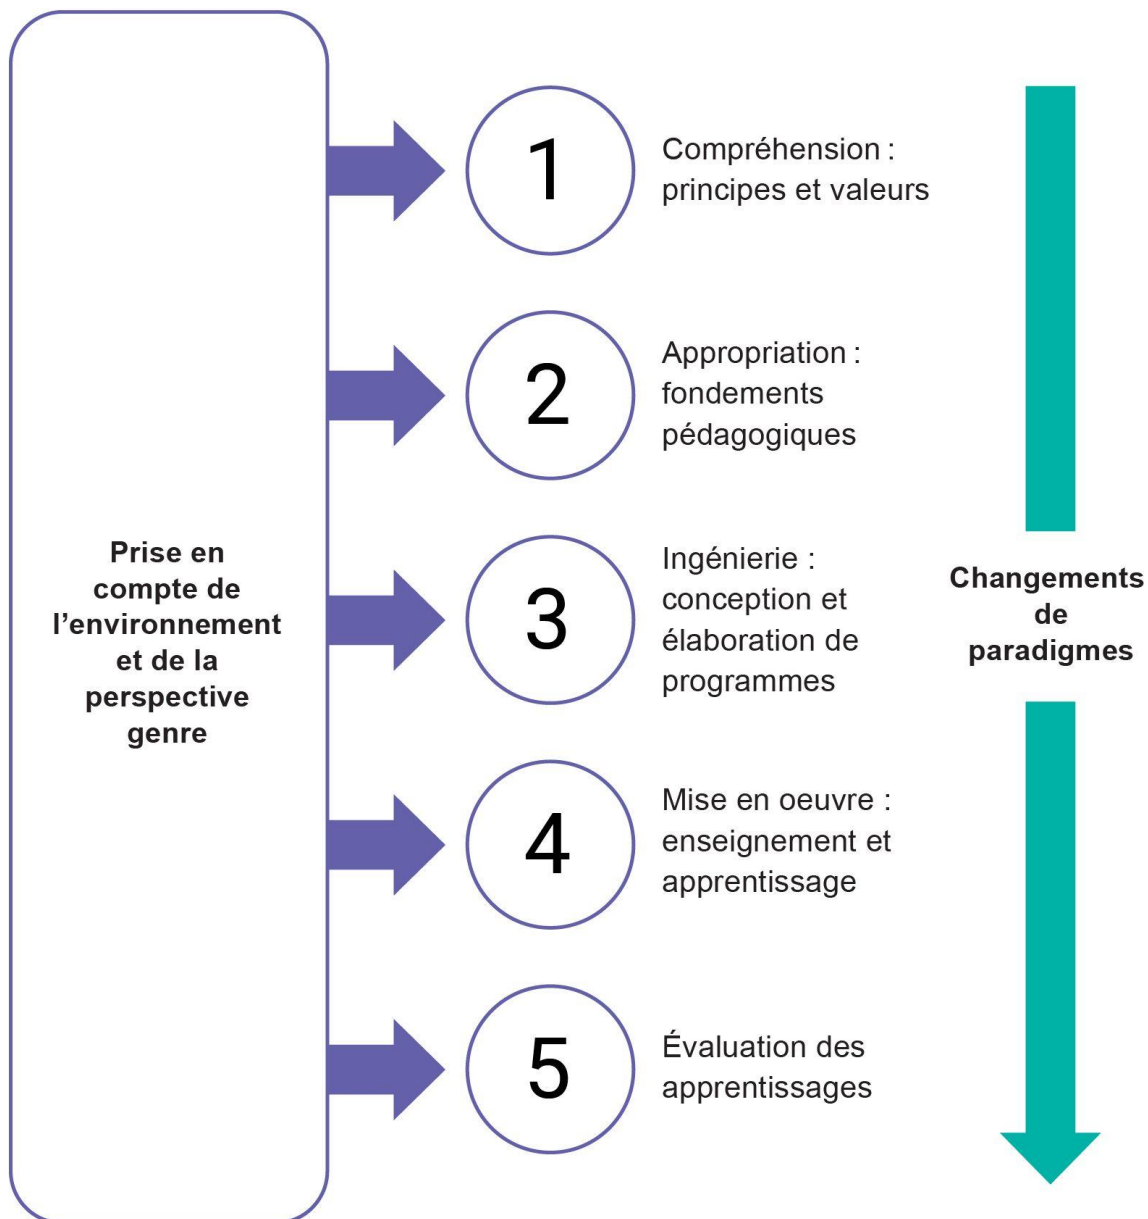 Prise en
compte de
l’environnement
et de la
perspective
genre
1
Compréhension :
principes et valeurs
2
Appropriation :
fondements
pédagogiques
3
Ingénierie :
conception et
élaboration de
programmes
4
Mise en oeuvre :
enseignement et
apprentissage
5
Évaluation des
apprentissages
Changements
de
paradigmes